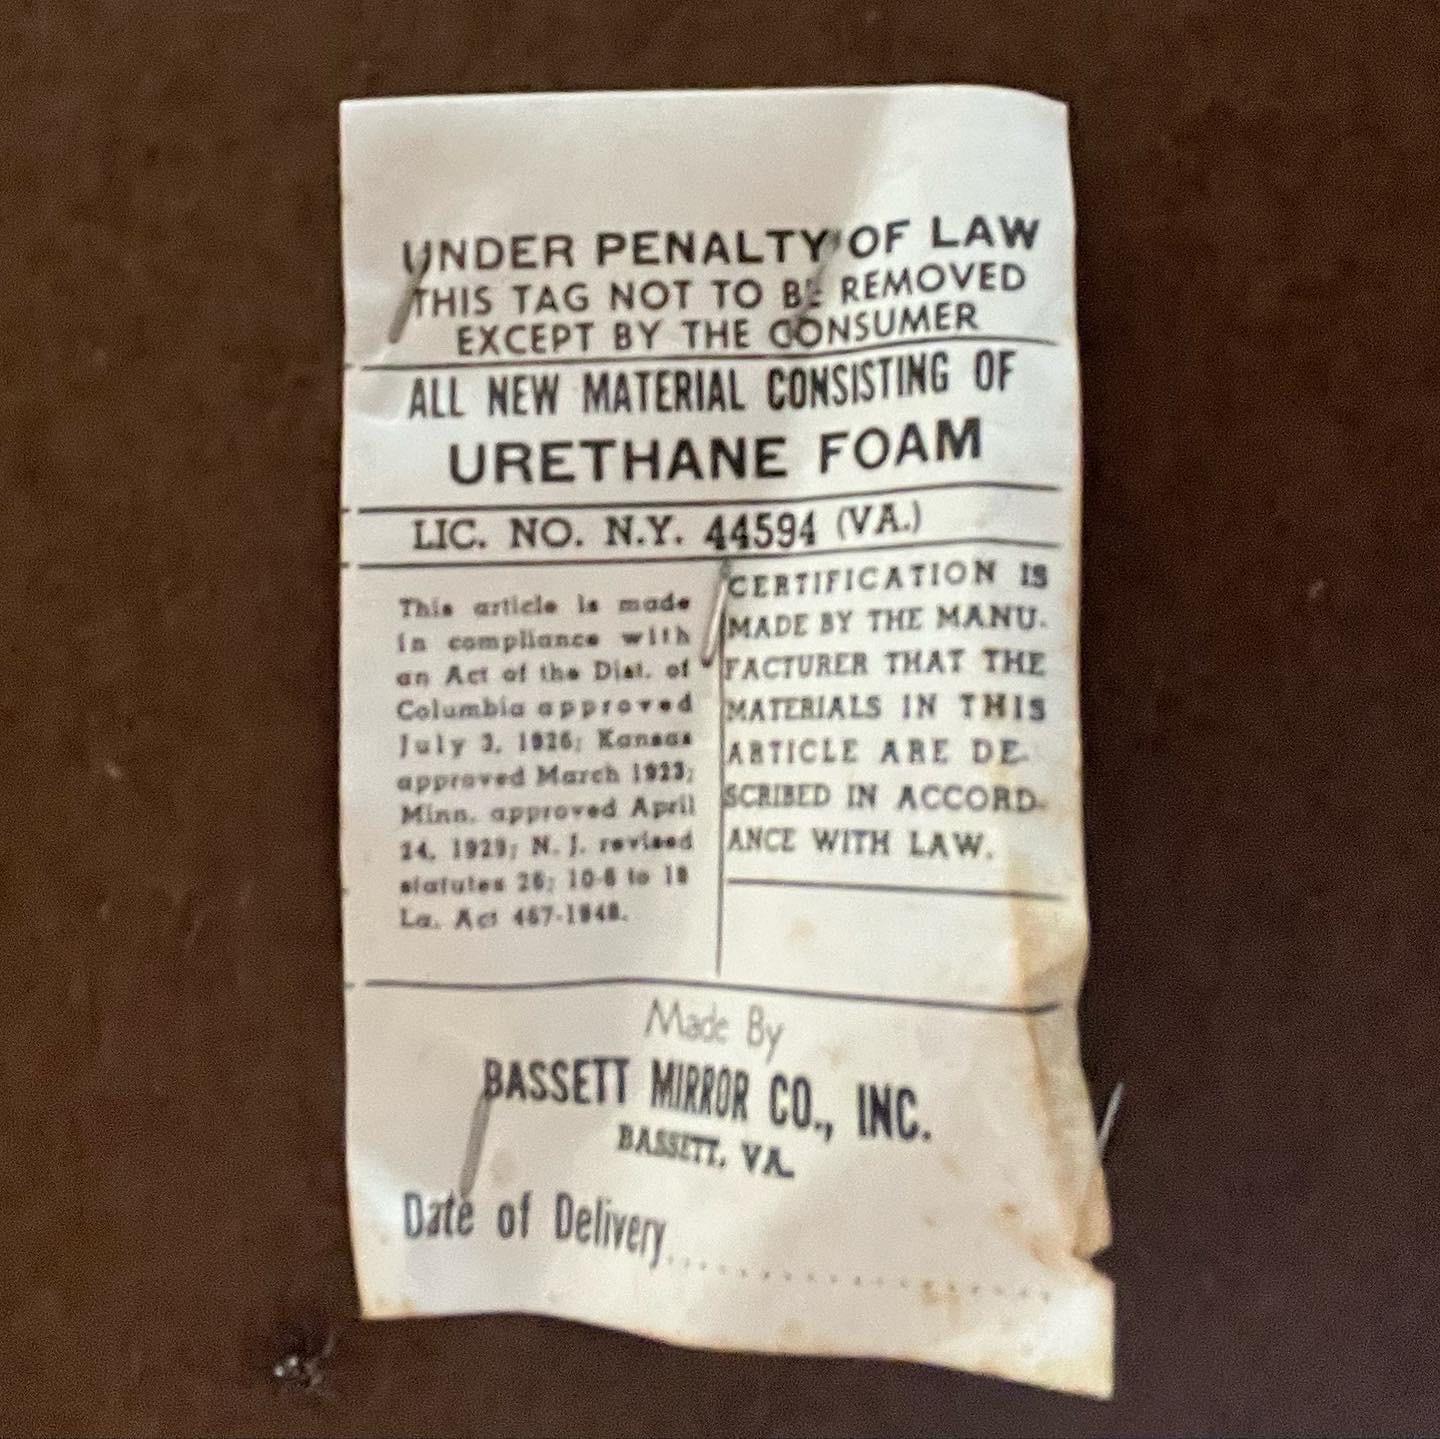 UNDER PENALTY OF LAW
THIS TAG NOT TO BE REMOVED
EXCEPT BY THE CONSUMER
ALL NEW MATERIAL CONSISTING OF
URETHANE FOAM
LIC. NO. N.Y. 44594 (VA.)
This article is made
in compliance with
an Act of the Dist. of
Columbia approved
July 3, 1926; Kansas
approved March 1923;
Minn. approved April
24, 1929; N. J. revised
statutes 26; 10-6 to 18
La. Act 467-1948.
CERTIFICATION IS
MADE BY THE MANU-
FACTURER THAT THE
MATERIALS IN THIS
ARTICLE ARE DE-
SCRIBED IN ACCORD-
ANCE WITH LAW.
Made By
BASSETT MIRROR CO., INC.
BASSETT, VA.
Date of Delivery..............................